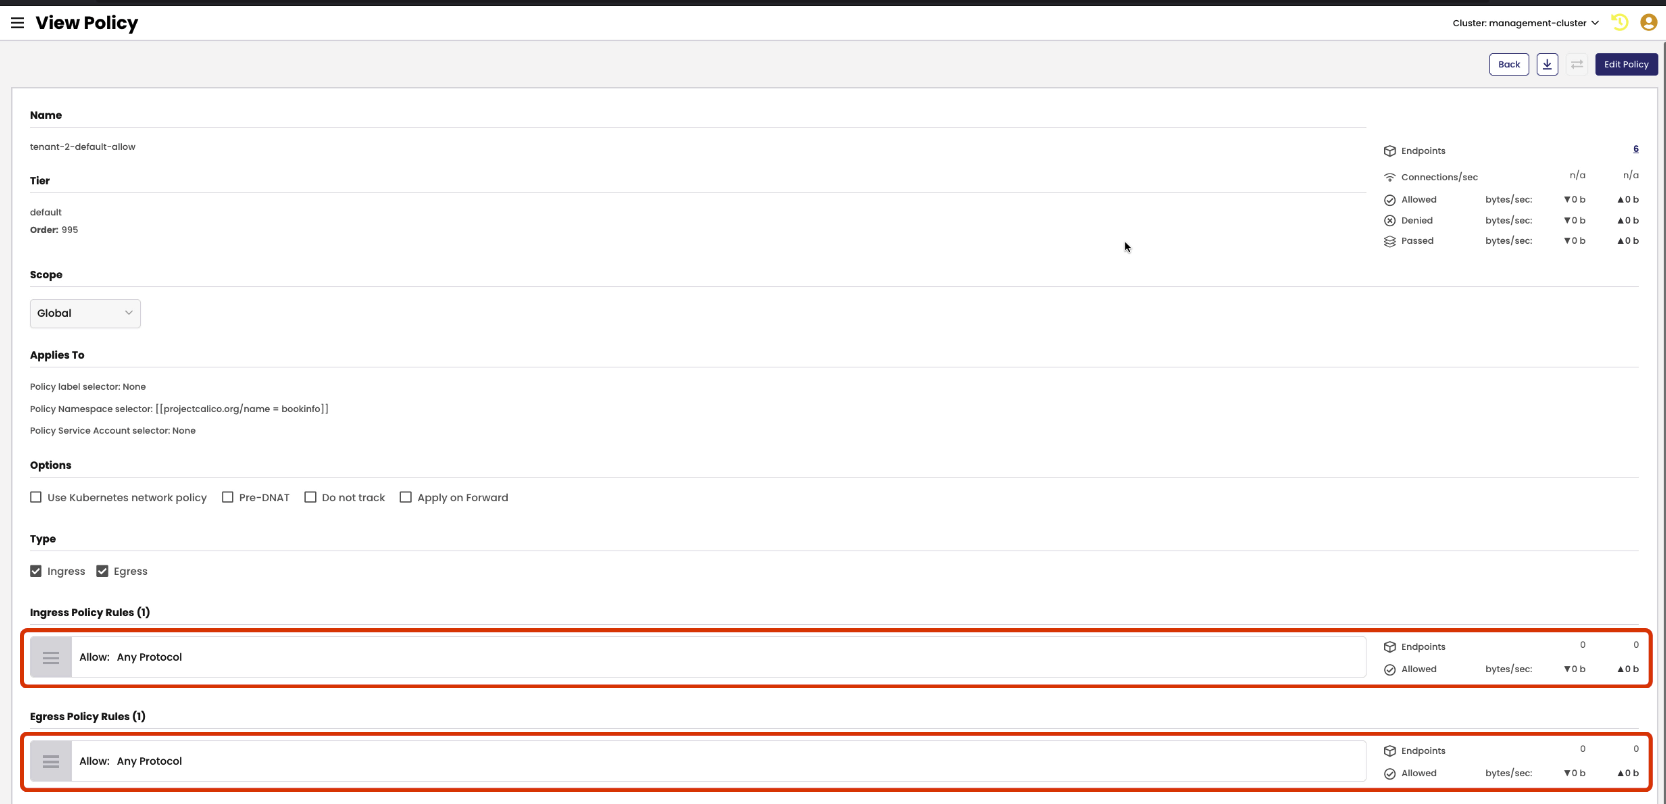 View Policy
Cluster: management-cluster
Back
Edit Policy
Name
tenant-2-default-allow
Endpoints 6
Tier
Connections/sec n/a n/a
default
Allowed bytes/sec: ▼0 b ▲0 b
Order: 995
Denied bytes/sec: ▼0 b ▲0 b
Passed bytes/sec: ▼0 b ▲0 b
Scope
Global
Applies To
Policy label selector: None
Policy Namespace selector: [[projectcalico.org/name = bookinfo]]
Policy Service Account selector: None
Options
Use Kubernetes network policy Pre-DNAT Do not track Apply on Forward
Type
Ingress Egress
Ingress Policy Rules (1)
Allow: Any Protocol
Endpoints 0 0
Allowed bytes/sec: ▼0 b ▲0 b
Egress Policy Rules (1)
Allow: Any Protocol
Endpoints 0 0
Allowed bytes/sec: ▼0 b ▲0 b